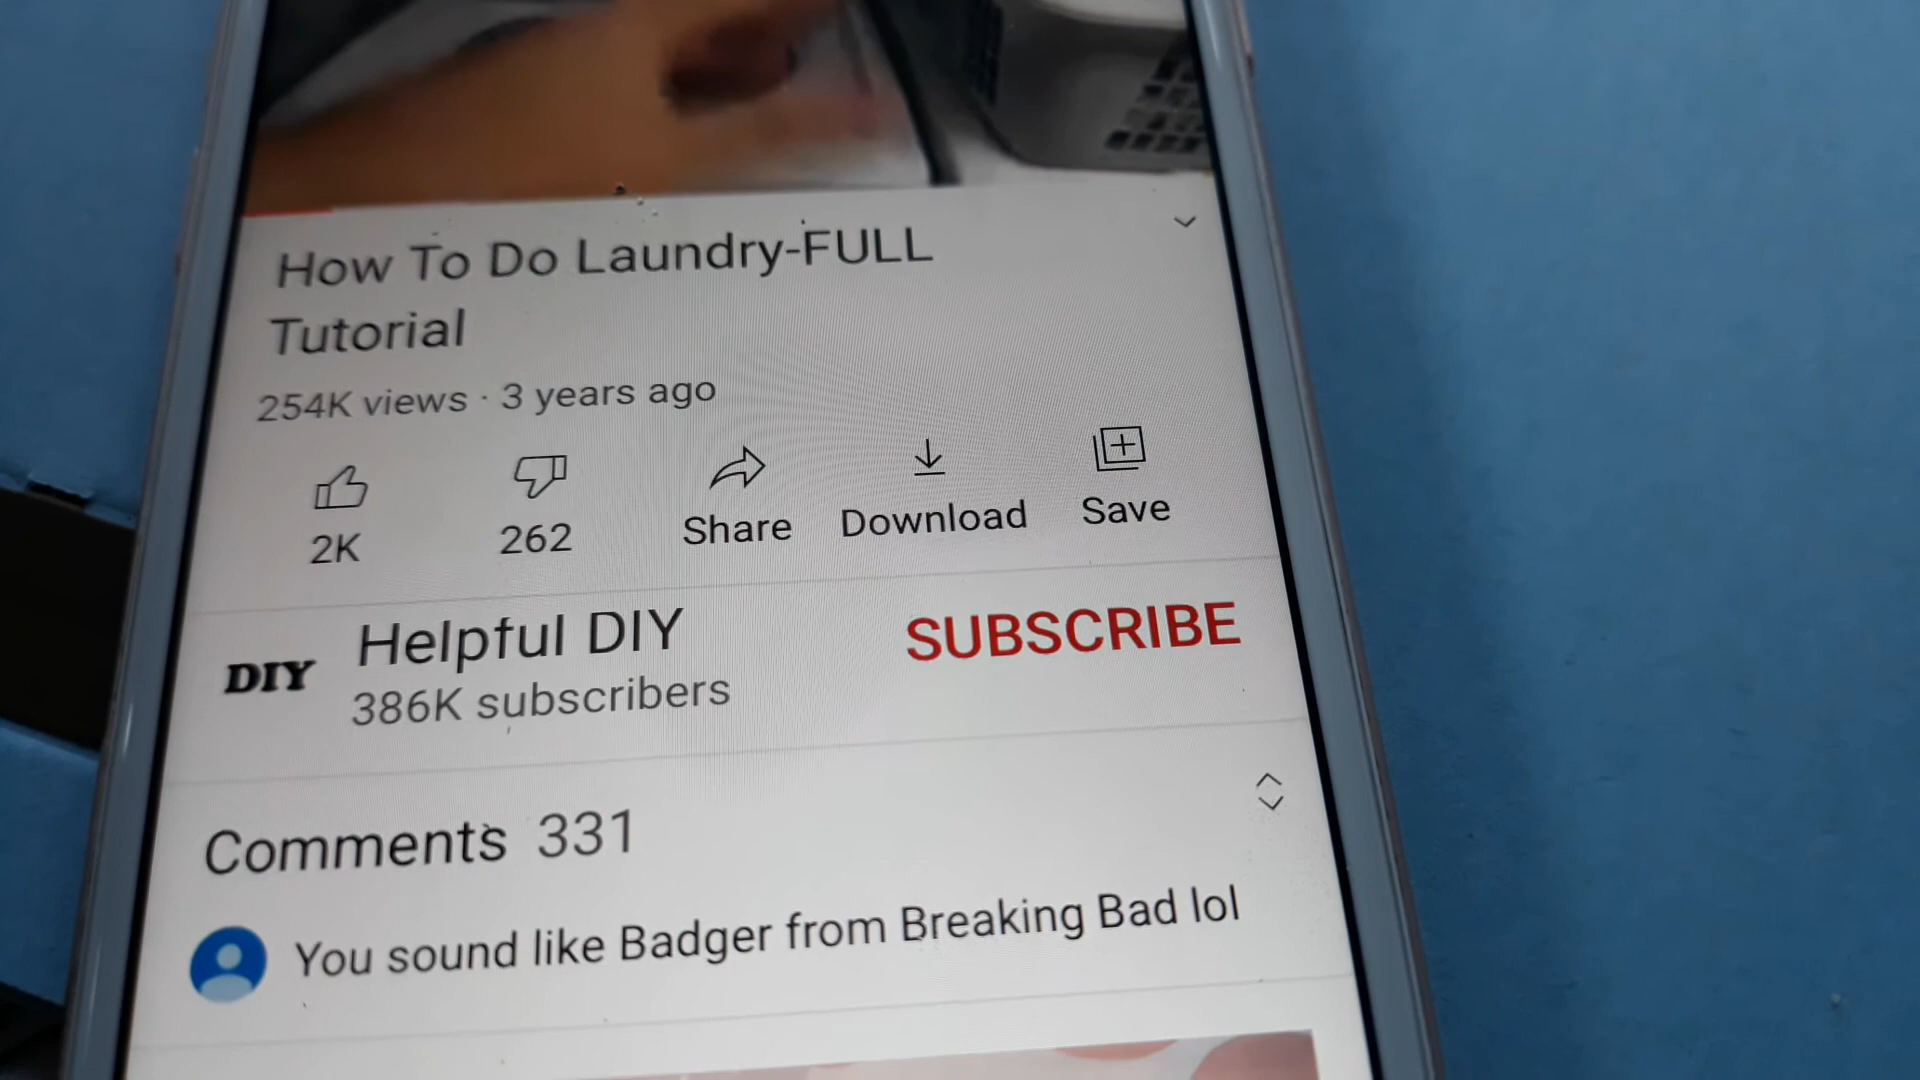 How To Do Laundry-FULL
Tutorial
254K views · 3 years ago
2K
262
Share
Download
Save
DIY
Helpful DIY
386K subscribers
SUBSCRIBE
Comments 331
You sound like Badger from Breaking Bad lol